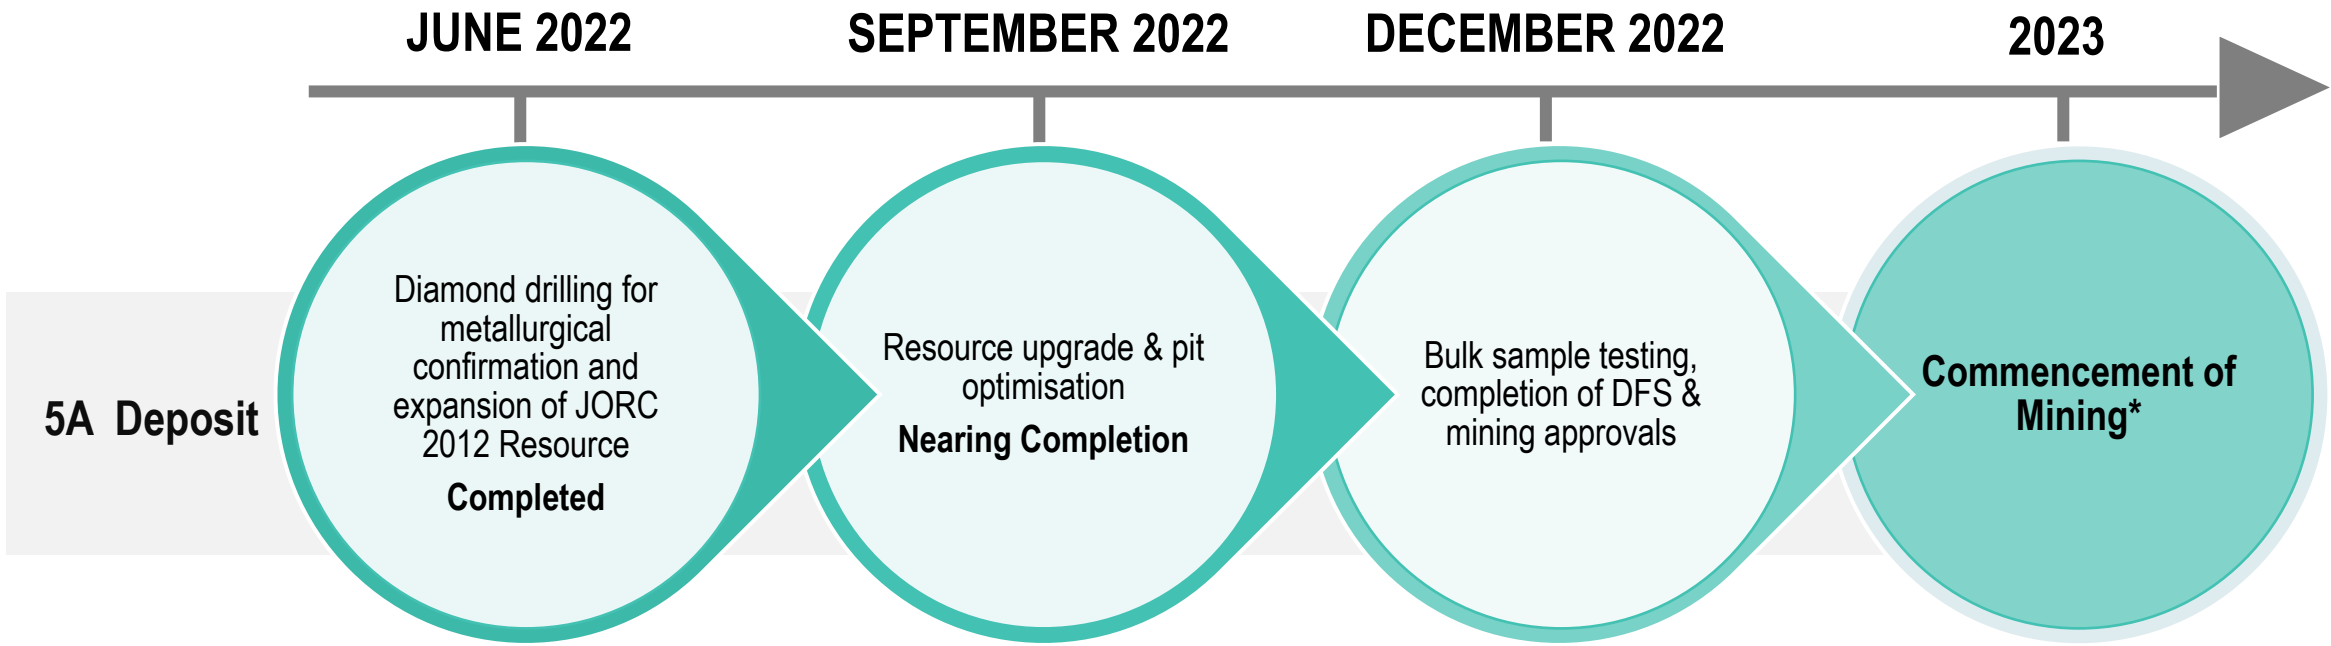 JUNE 2022
SEPTEMBER 2022
DECEMBER 2022
2023
5A Deposit
Diamond drilling for
metallurgical
confirmation and
expansion of JORC
2012 Resource
Completed
Resource upgrade & pit
optimisation
Nearing Completion
Bulk sample testing,
completion of DFS &
mining approvals
Commencement of
Mining*